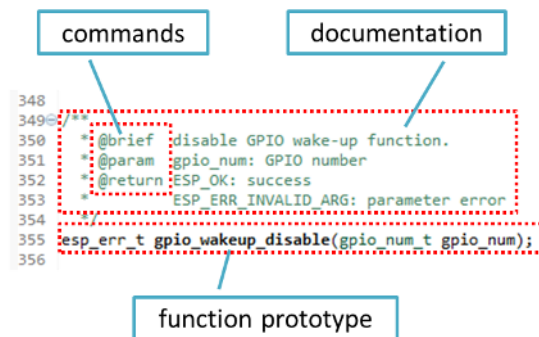 commands documentation
348
349 /**
350 * @brief disable GPIO wake-up function.
351 * @param gpio_num: GPIO number
352 * @return ESP_OK: success
353 * ESP_ERR_INVALID_ARG: parameter error
354 */
355 esp_err_t gpio_wakeup_disable(gpio_num_t gpio_num);
356
function prototype